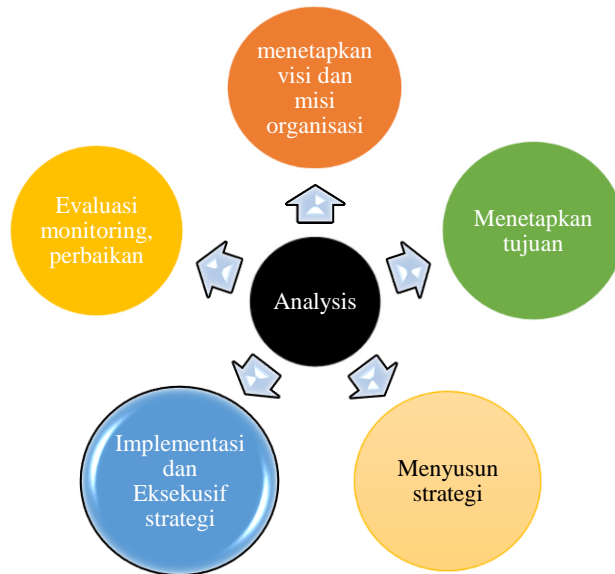 menetapkan
visi dan
misi
organisasi
Evaluasi
monitoring,
perbaikan
Menetapkan
tujuan
Analysis
Implementasi
dan
Eksekusif
strategi
Menyusun
strategi